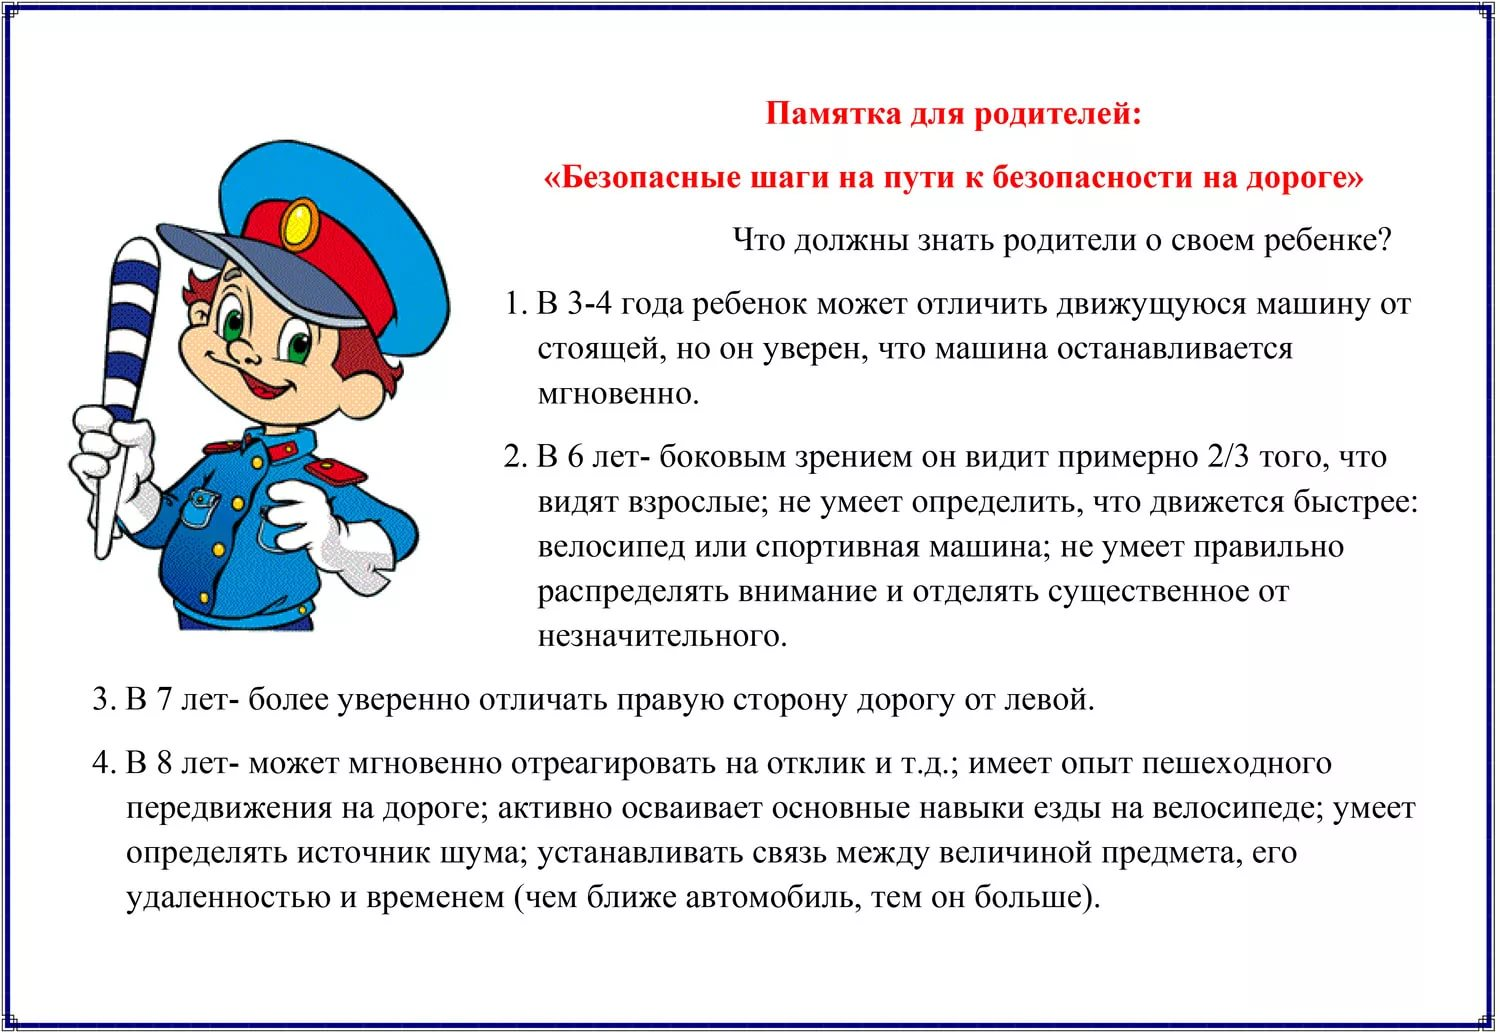 Памятка для родителей:
«Безопасные шаги на пути к безопасности на дороге»
Что должны знать родители о своем ребенке?
1. В 3-4 года ребенок может отличить движущуюся машину от
стоящей, но он уверен, что машина останавливается
мгновенно.
2. В 6 лет- боковым зрением он видит примерно 2/3 того, что
видят взрослые; не умеет определить, что движется быстрее:
велосипед или спортивная машина; не умеет правильно
распределять внимание и отделять существенное от
незначительного.
3. В 7 лет- более уверенно отличать правую сторону дорогу от левой.
4. В 8 лет- может мгновенно отреагировать на отклик и т.д.; имеет опыт пешеходного
передвижения на дороге; активно осваивает основные навыки езды на велосипеде; умеет
определять источник шума; устанавливать связь между величиной предмета, его
удаленностью и временем (чем ближе автомобиль, тем он больше).